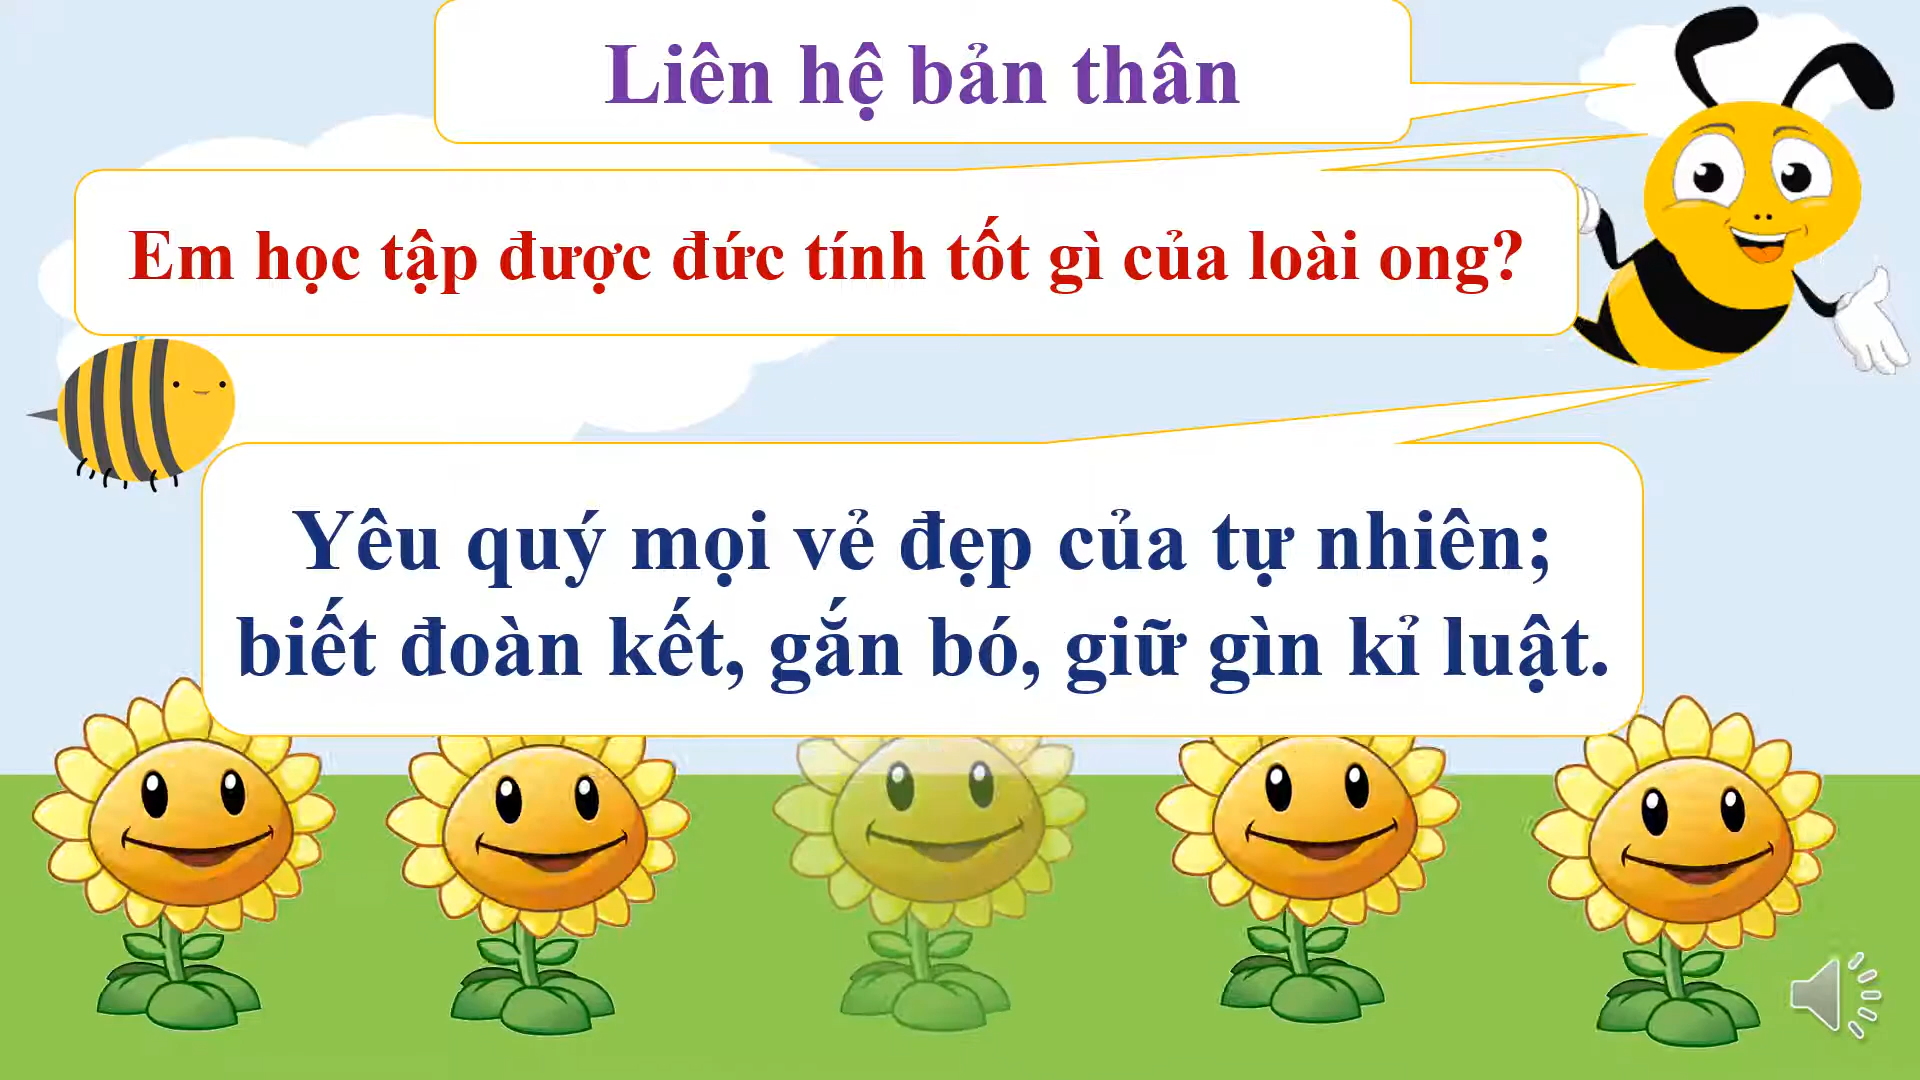 Liên hệ bản thân
Em học tập được đức tính tốt gì của loài ong?
Yêu quý mọi vẻ đẹp của tự nhiên;
biết đoàn kết, gắn bó, giữ gìn kỉ luật.